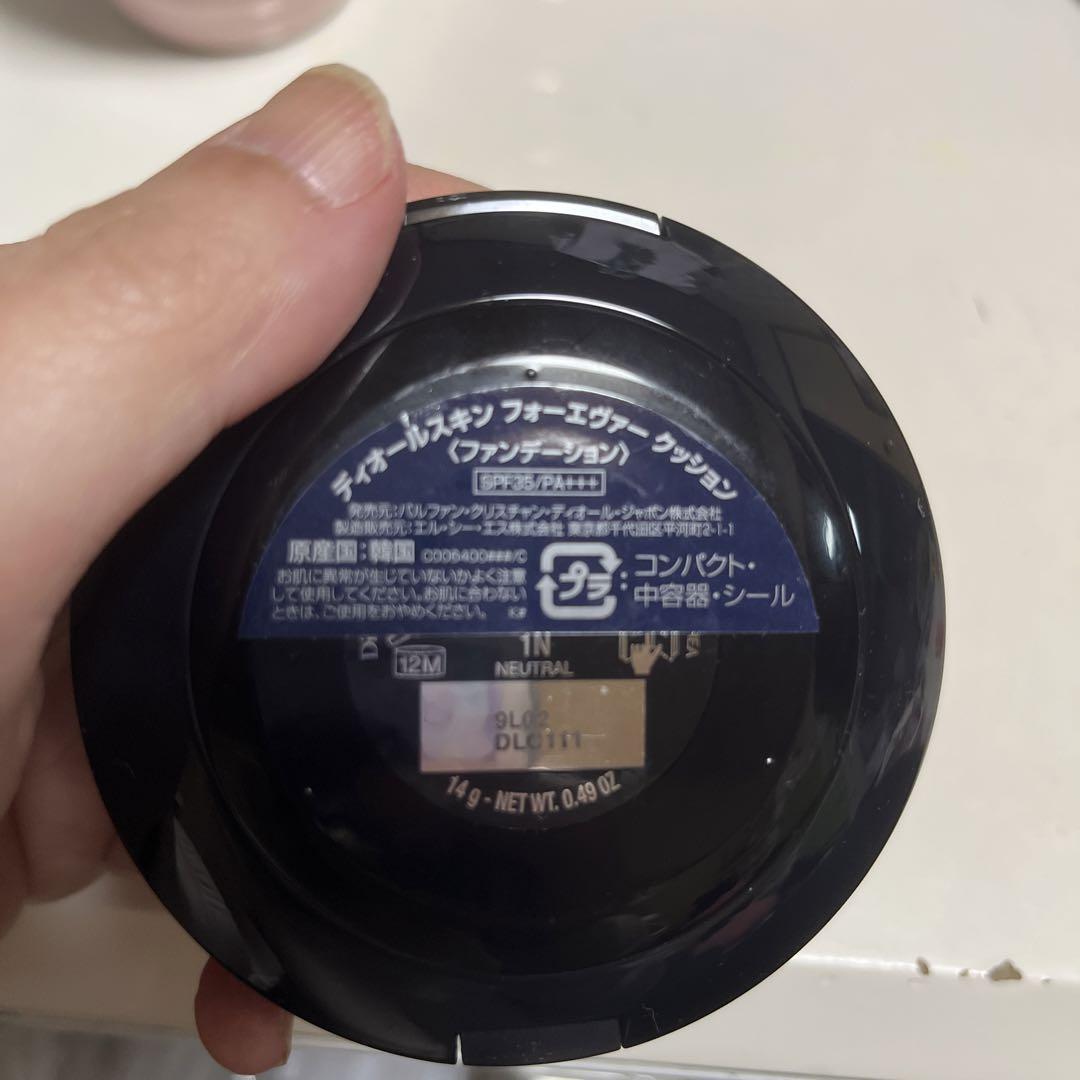 ディオールスキン フォーエヴァー クッション
〈ファンデーション〉
SPF35/PA+++
発売元:パルファン・クリスチャン・ディオール・ジャポン株式会社
製造販売元:エル・シー・エス株式会社 東京都千代田区平河町2-1-1
原産国:韓国 C006400###/C
お肌に異常が生じていないかよく注意
して使用してください。お肌に合わない
ときは、ご使用をおやめください。 K#
プラ
:コンパクト・
中容器・シール
12M
1N
NEUTRAL
9L02
DLC111
14 g - NET WT. 0.49 OZ